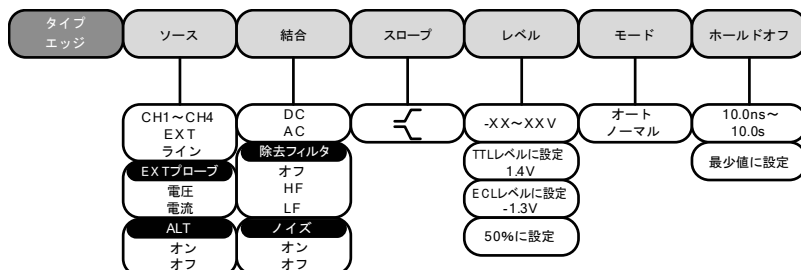 タイプ
エッジ
ソース
結合
スロープ
レベル
モード
ホールドオフ
CH1～CH4
EXT
ライン
EXTプローブ
電圧
電流
ALT
オン
オフ
DC
AC
除去フィルタ
オフ
HF
LF
ノイズ
オン
オフ
-XX～XXV
TTLレベルに設定
1.4V
ECLレベルに設定
-1.3V
50%に設定
オート
ノーマル
10.0ns～
10.0s
最少値に設定